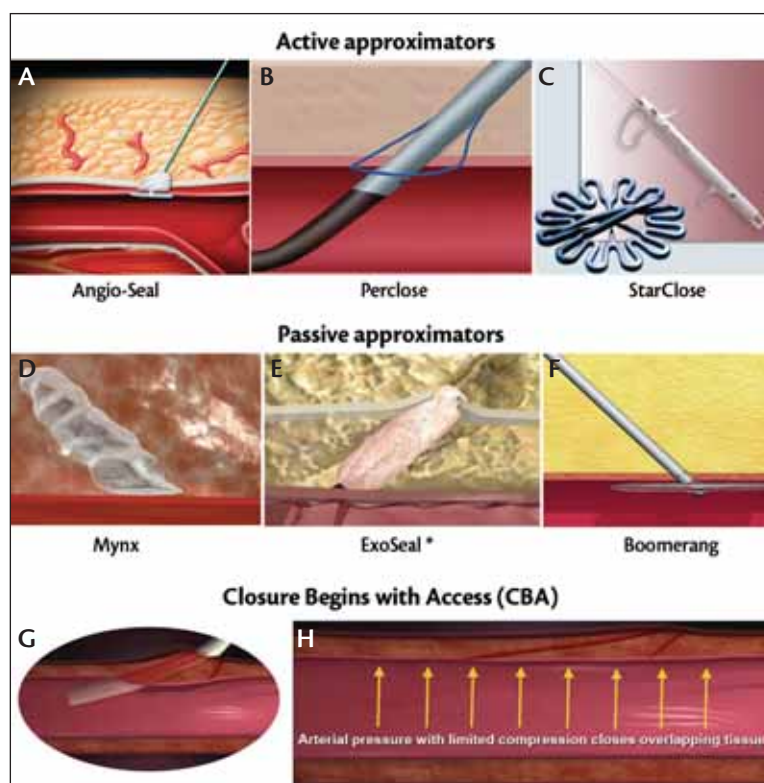 Active approximators
A
B
C
Angio-Seal
Perclose
StarClose
Passive approximators
D
E
F
Mynx
ExoSeal *
Boomerang
Closure Begins with Access (CBA)
G
H
Arterial pressure with limited compression closes overlapping tissue